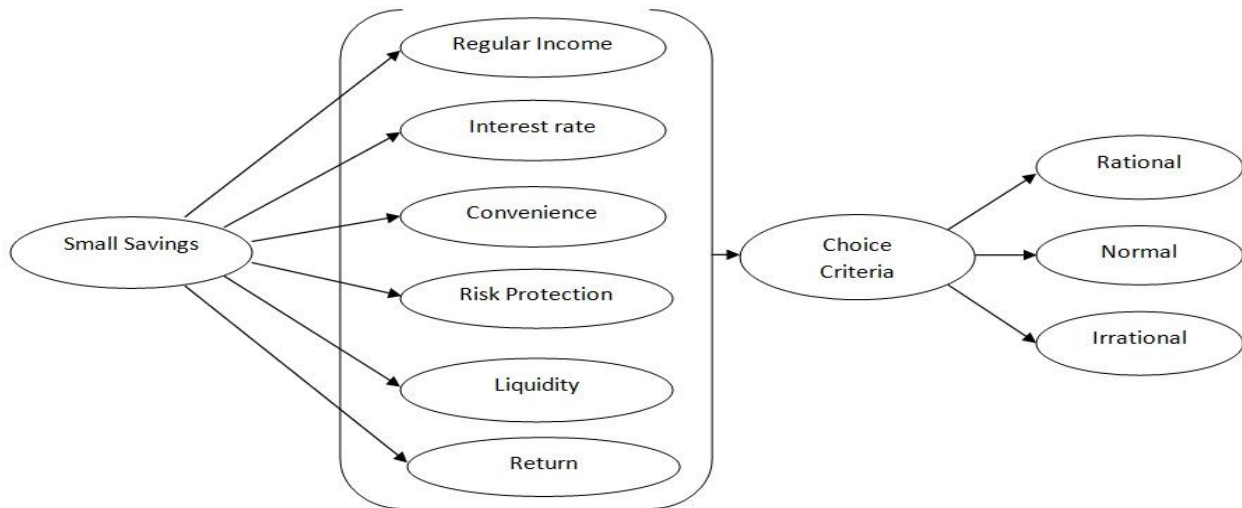 Small Savings
Regular Income
Interest rate
Convenience
Risk Protection
Liquidity
Return
Choice
Criteria
Rational
Normal
Irrational